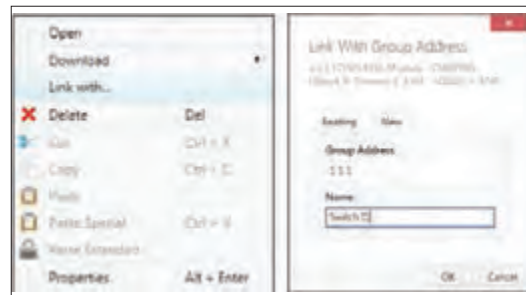 Open
Download
Link with...
Delete Del
Cut Ctrl + X
Copy Ctrl + C
Paste
Paste Special Ctrl + V
Properties Alt + Enter
Link With Group Address
Existing New
Group Address
1 1 1
Name
Switch
OK Cancel